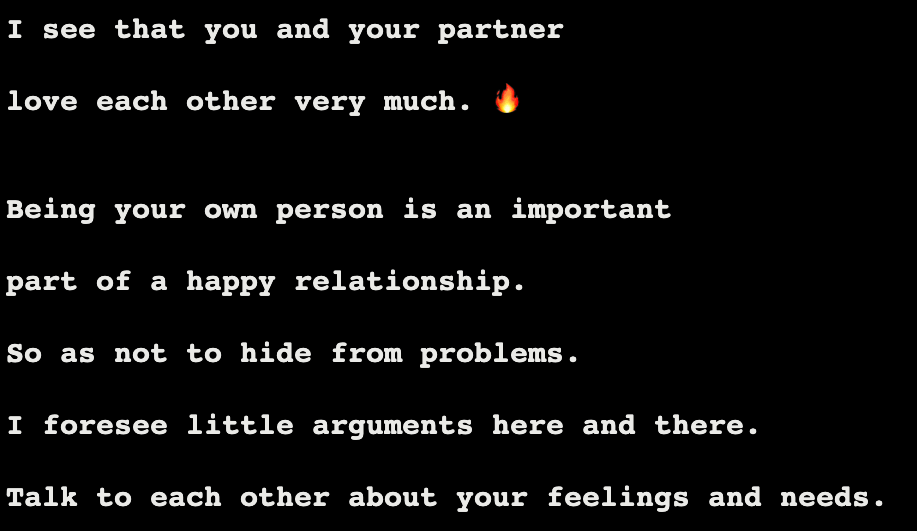 I see that you and your partner
love each other very much. 🔥
Being your own person is an important
part of a happy relationship.
So as not to hide from problems.
I foresee little arguments here and there.
Talk to each other about your feelings and needs.